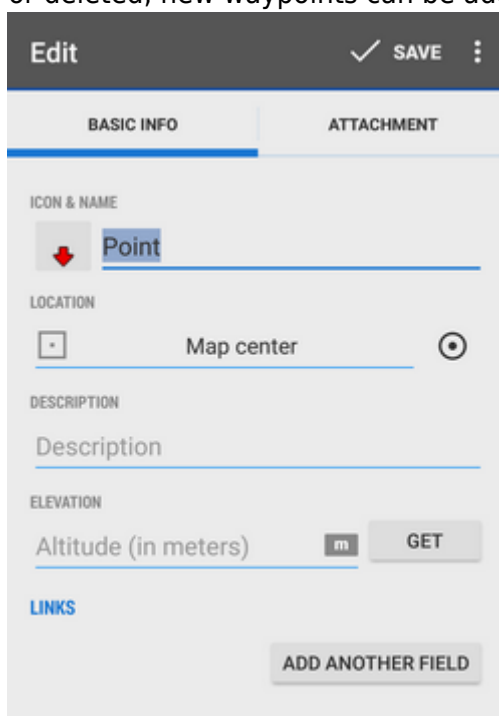 Edit SAVE
BASIC INFO ATTACHMENT
ICON & NAME
Point
LOCATION
Map center
DESCRIPTION
Description
ELEVATION
Altitude (in meters) m GET
LINKS
ADD ANOTHER FIELD